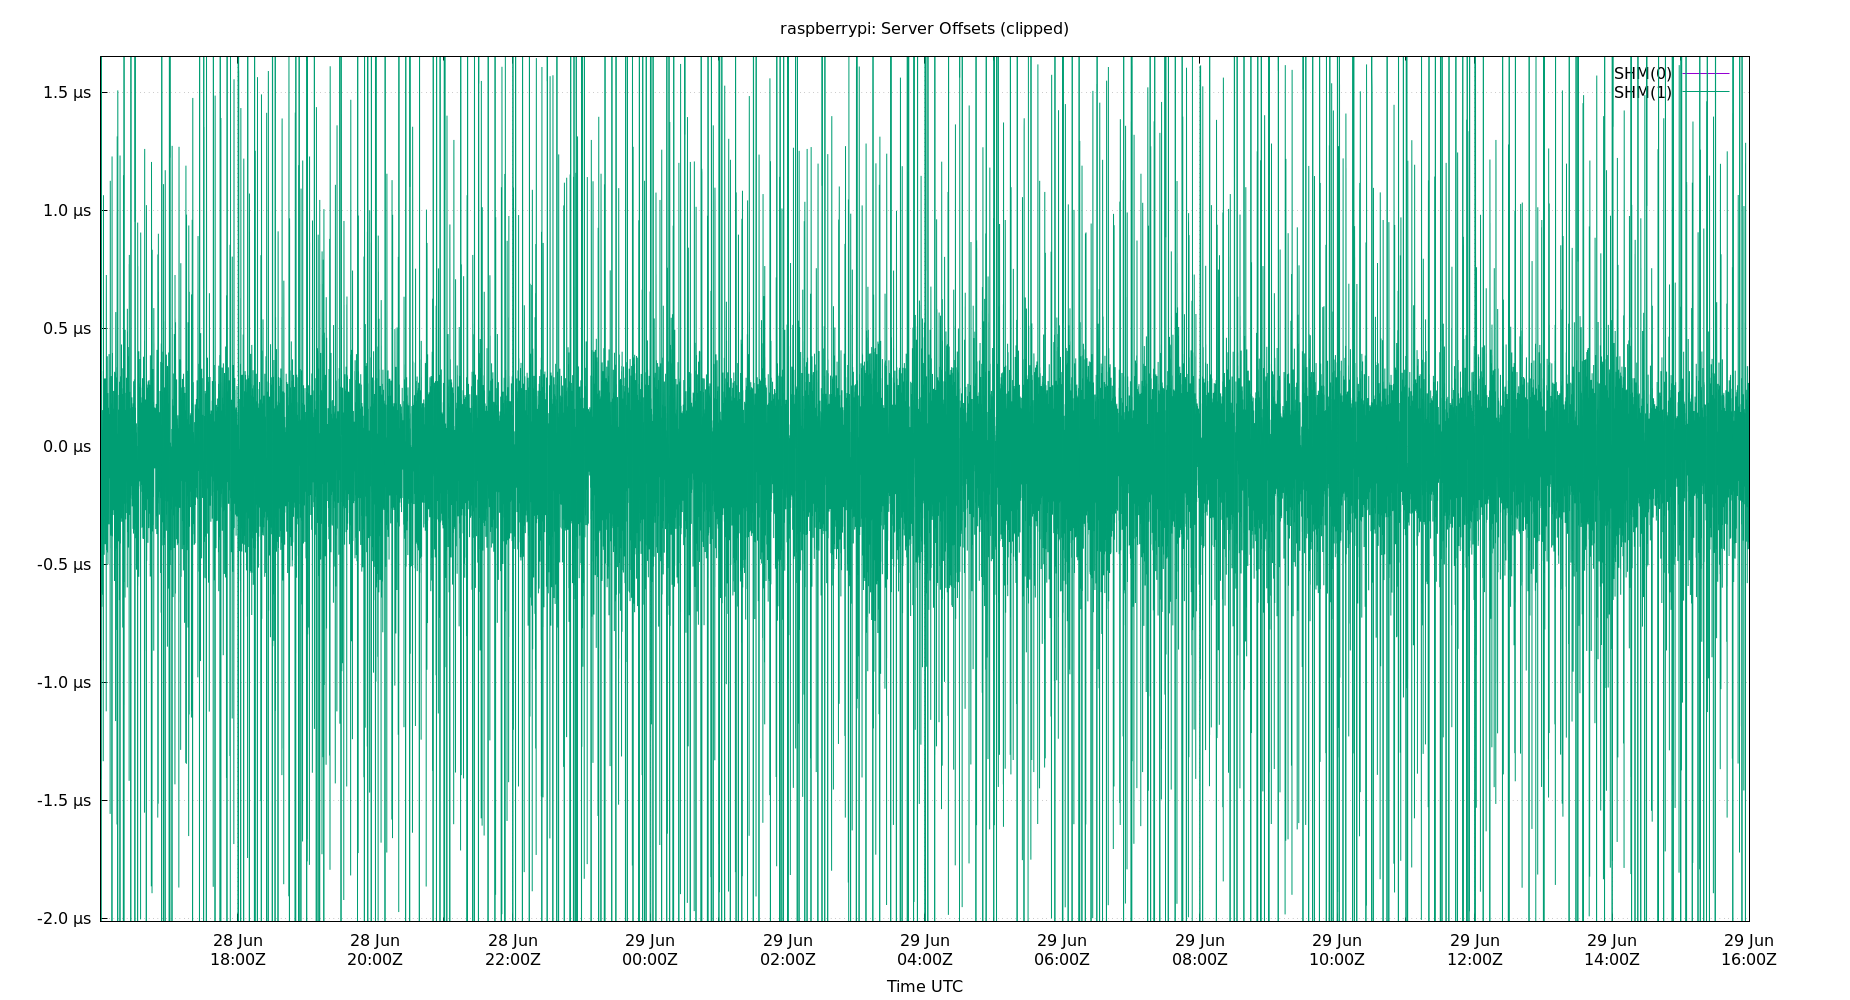 raspberrypi: Server Offsets (clipped)
SHM(0)
SHM(1)
1.5 µs
1.0 µs
0.5 µs
0.0 µs
-0.5 µs
-1.0 µs
-1.5 µs
-2.0 µs
28 Jun 28 Jun 28 Jun 29 Jun 29 Jun 29 Jun 29 Jun 29 Jun 29 Jun 29 Jun 29 Jun 29 Jun
18:00Z 20:00Z 22:00Z 00:00Z 02:00Z 04:00Z 06:00Z 08:00Z 10:00Z 12:00Z 14:00Z 16:00Z
Time UTC